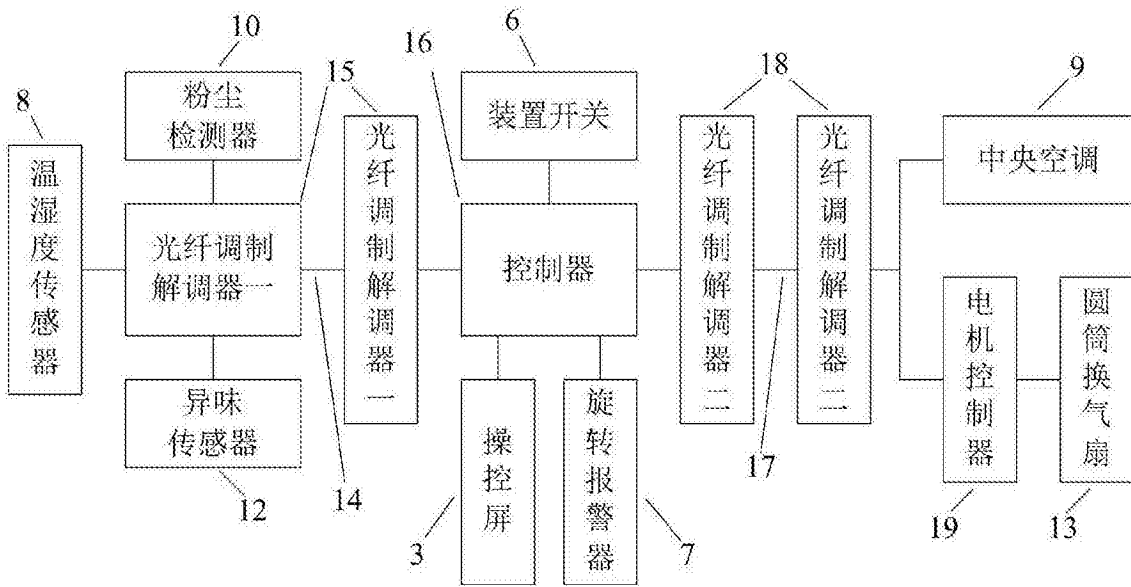 10
6
9
16
18
15
8
粉尘
检测器
装置开关
中央空调
温湿度传感器
光纤调制
解调器一
光纤调制解调器一
控制器
光纤调制解调器二
光纤调制解调器二
电机控制器
圆筒换气扇
异味
传感器
操控屏
旋转报警器
12
14
3
7
17
19
13